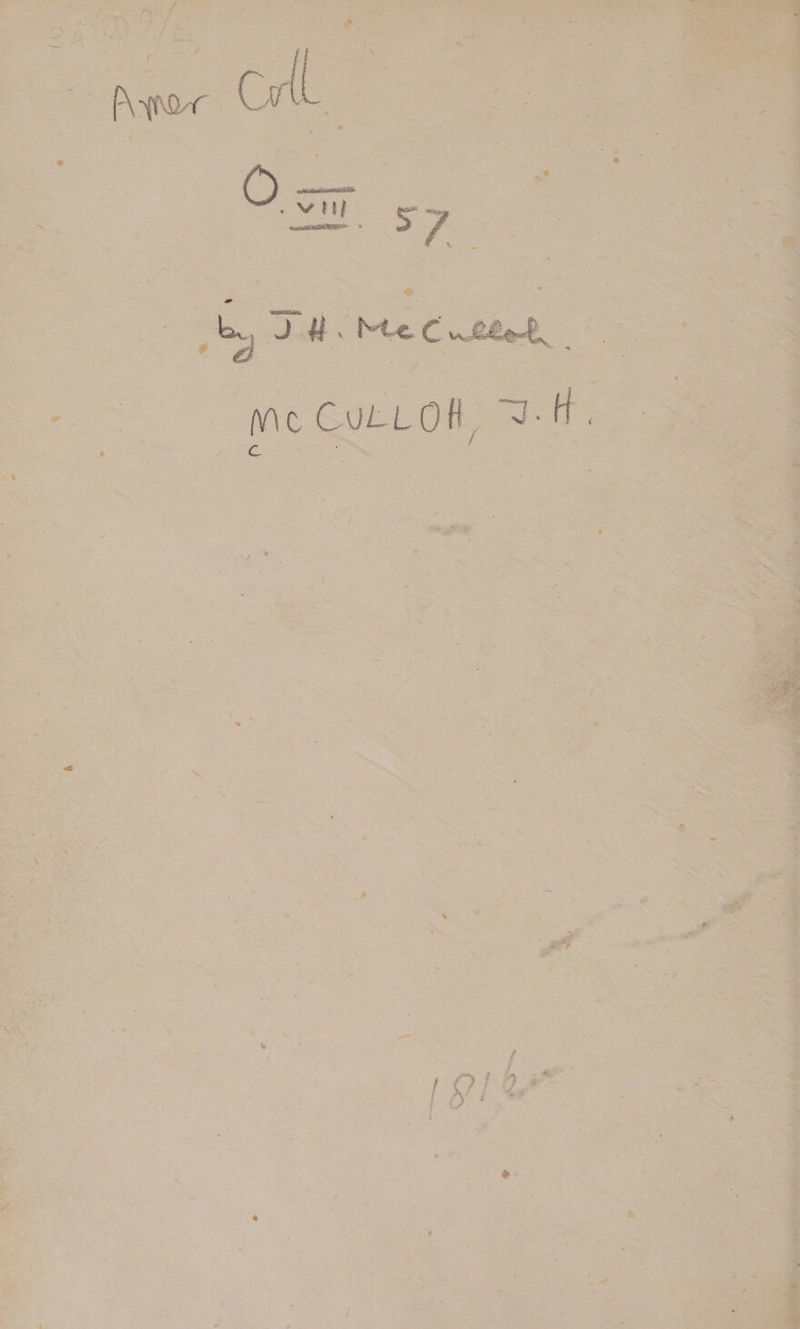 Amer Coll
O. VIII. 57.
by J.H. McCulloh.
McCULLOH, J.H.
c
1816